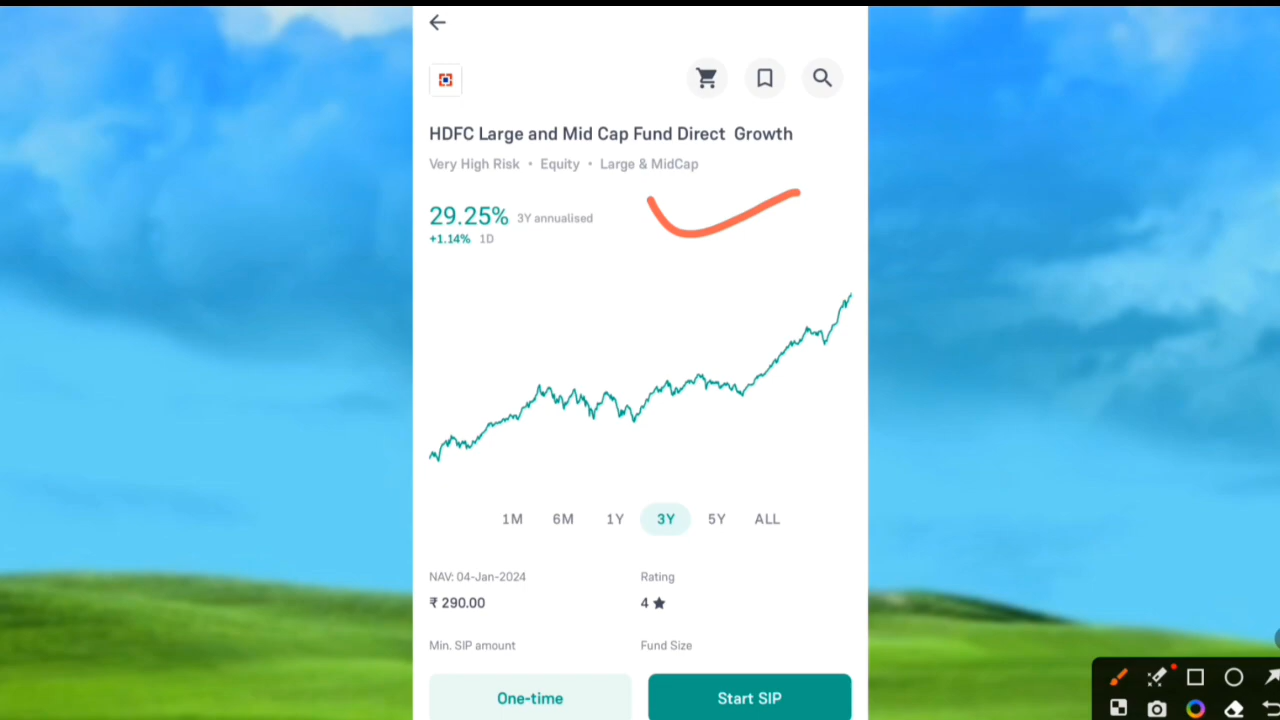 HDFC Large and Mid Cap Fund Direct Growth
Very High Risk • Equity • Large & MidCap
29.25% 3Y annualised
+1.14% 1D
1M 6M 1Y 3Y 5Y ALL
NAV: 04-Jan-2024 Rating
₹ 290.00 4 ★
Min. SIP amount Fund Size
One-time Start SIP